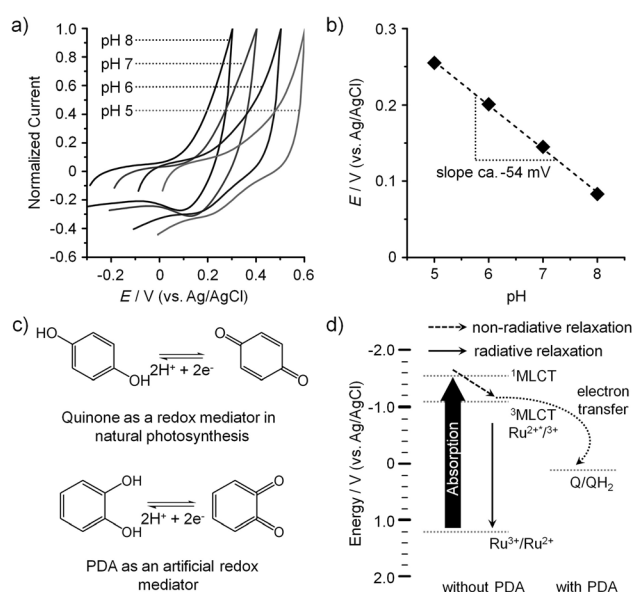 a)
pH 8
pH 7
pH 6
pH 5
1.0
0.8
0.6
0.4
0.2
0
-0.2
-0.4
-0.6
Normalized Current
-0.2
0
0.2
0.4
0.6
E / V (vs. Ag/AgCl)
b)
0.3
0.2
0.1
0
E / V (vs. Ag/AgCl)
slope ca. -54 mV
5
6
7
8
pH
c)
HO
OH
2H+ + 2e-
O
O
Quinone as a redox mediator in
natural photosynthesis
OH
OH
2H+ + 2e-
O
O
PDA as an artificial redox
mediator
d)
non-radiative relaxation
radiative relaxation
-2.0
-1.0
0
1.0
2.0
Energy / V (vs. Ag/AgCl)
Absorption
1MLCT
3MLCT
Ru2+*/3+
electron
transfer
Q/QH2
Ru3+/Ru2+
without PDA
with PDA